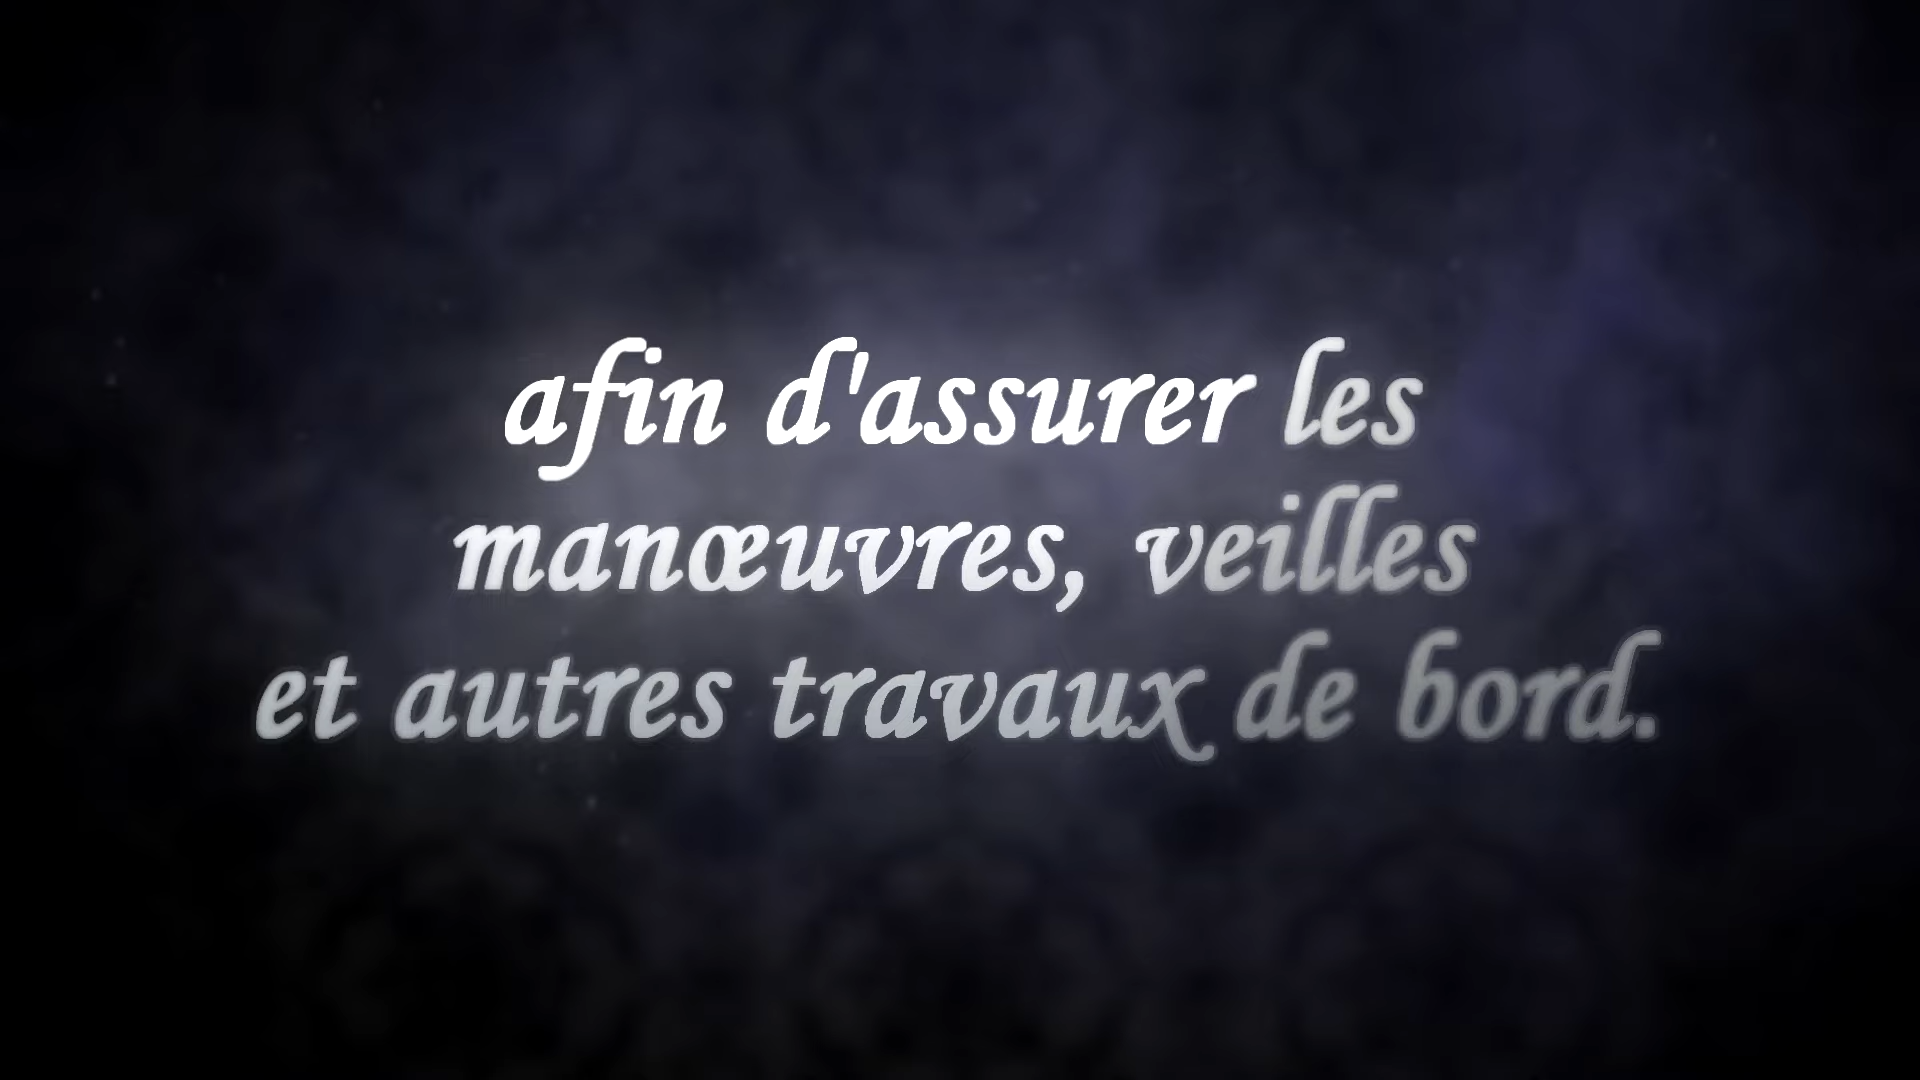 afin d'assurer les
manœuvres, veilles
et autres travaux de bord.